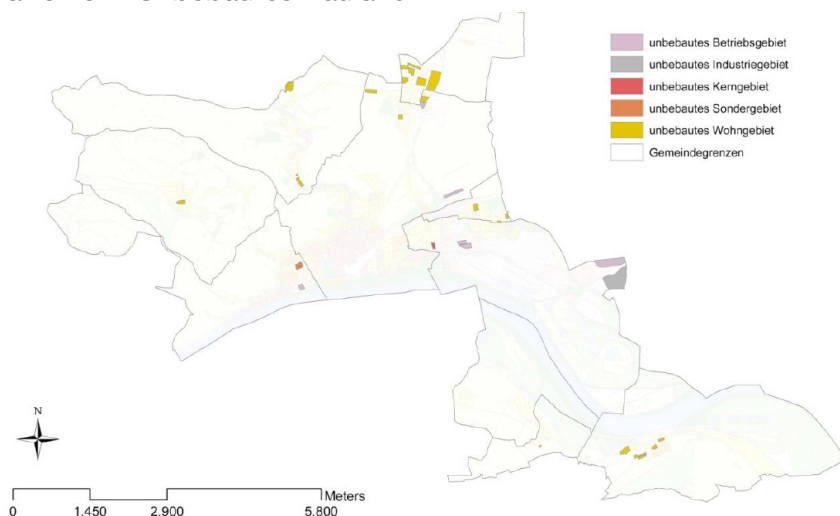 unbebautes Betriebsgebiet
unbebautes Industriegebiet
unbebautes Kerngebiet
unbebautes Sondergebiet
unbebautes Wohngebiet
Gemeindegrenzen
N
Meters
0 1.450 2.900 5.800